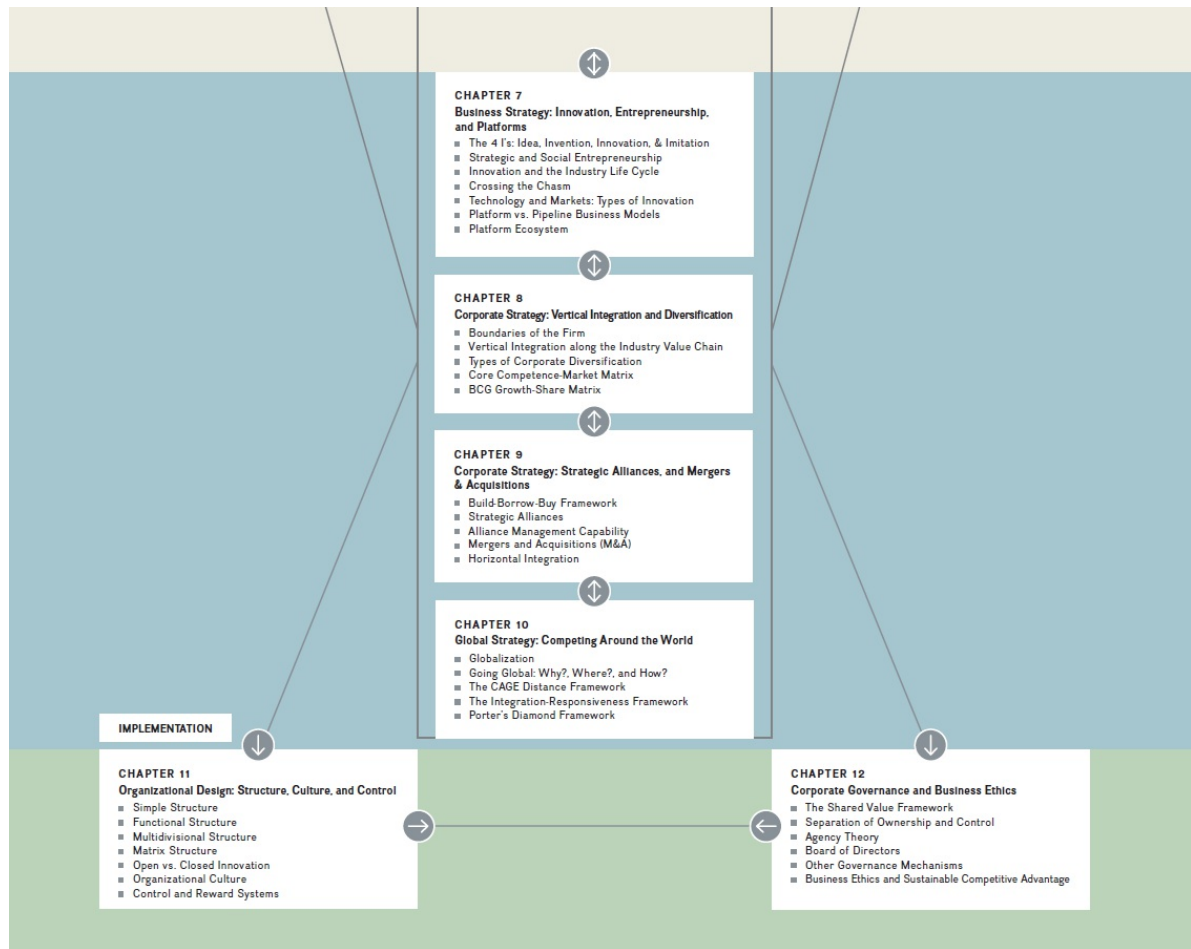 CHAPTER 7
Business Strategy: Innovation, Entrepreneurship,
and Platforms
The 4 I's: Idea, Invention, Innovation, & Imitation
Strategic and Social Entrepreneurship
Innovation and the Industry Life Cycle
Crossing the Chasm
Technology and Markets: Types of Innovation
Platform vs. Pipeline Business Models
Platform Ecosystem
CHAPTER 8
Corporate Strategy: Vertical Integration and Diversification
Boundaries of the Firm
Vertical Integration along the Industry Value Chain
Types of Corporate Diversification
Core Competence-Market Matrix
BCG Growth-Share Matrix
CHAPTER 9
Corporate Strategy: Strategic Alliances, and Mergers
& Acquisitions
Build-Borrow-Buy Framework
Strategic Alliances
Alliance Management Capability
Mergers and Acquisitions (M&A)
Horizontal Integration
CHAPTER 10
Global Strategy: Competing Around the World
Globalization
Going Global: Why?, Where?, and How?
The CAGE Distance Framework
The Integration-Responsiveness Framework
Porter's Diamond Framework
IMPLEMENTATION
CHAPTER 11
Organizational Design: Structure, Culture, and Control
Simple Structure
Functional Structure
Multidivisional Structure
Matrix Structure
Open vs. Closed Innovation
Organizational Culture
Control and Reward Systems
CHAPTER 12
Corporate Governance and Business Ethics
The Shared Value Framework
Separation of Ownership and Control
Agency Theory
Board of Directors
Other Governance Mechanisms
Business Ethics and Sustainable Competitive Advantage